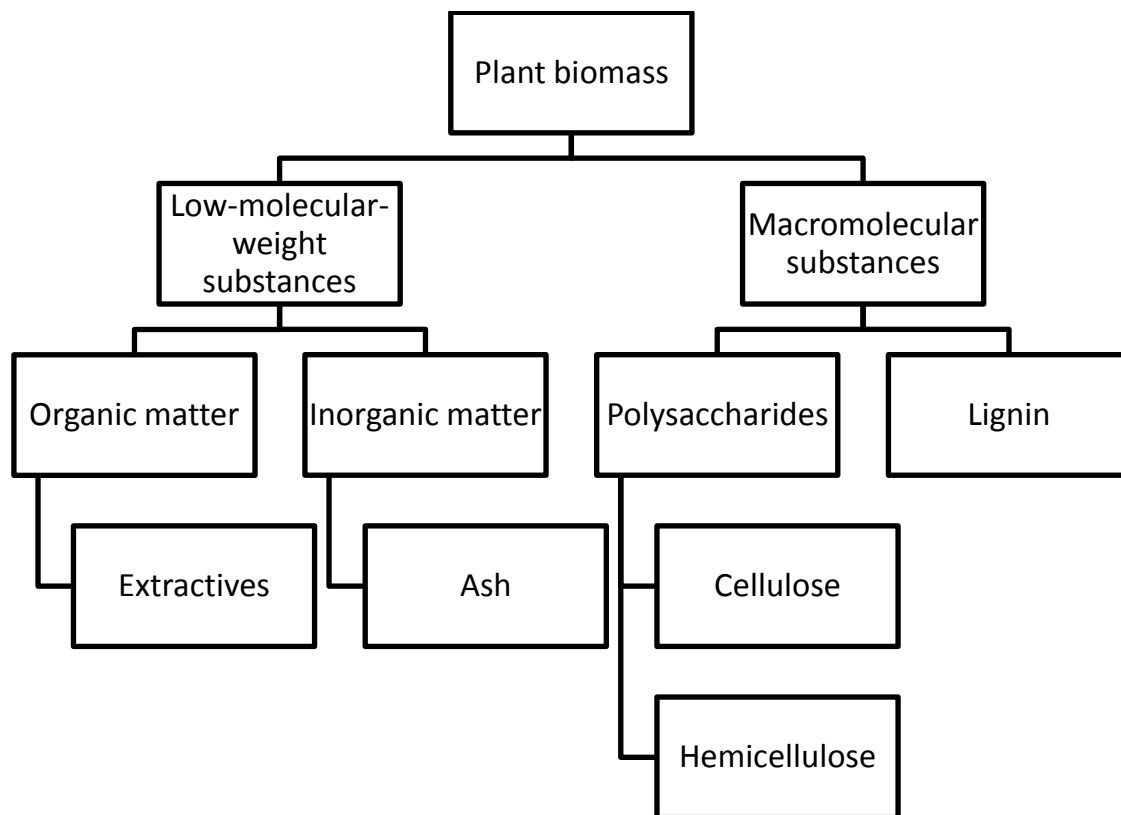 Plant biomass
Low-molecular-
weight
substances
Macromolecular
substances
Organic matter
Inorganic matter
Polysaccharides
Lignin
Extractives
Ash
Cellulose
Hemicellulose